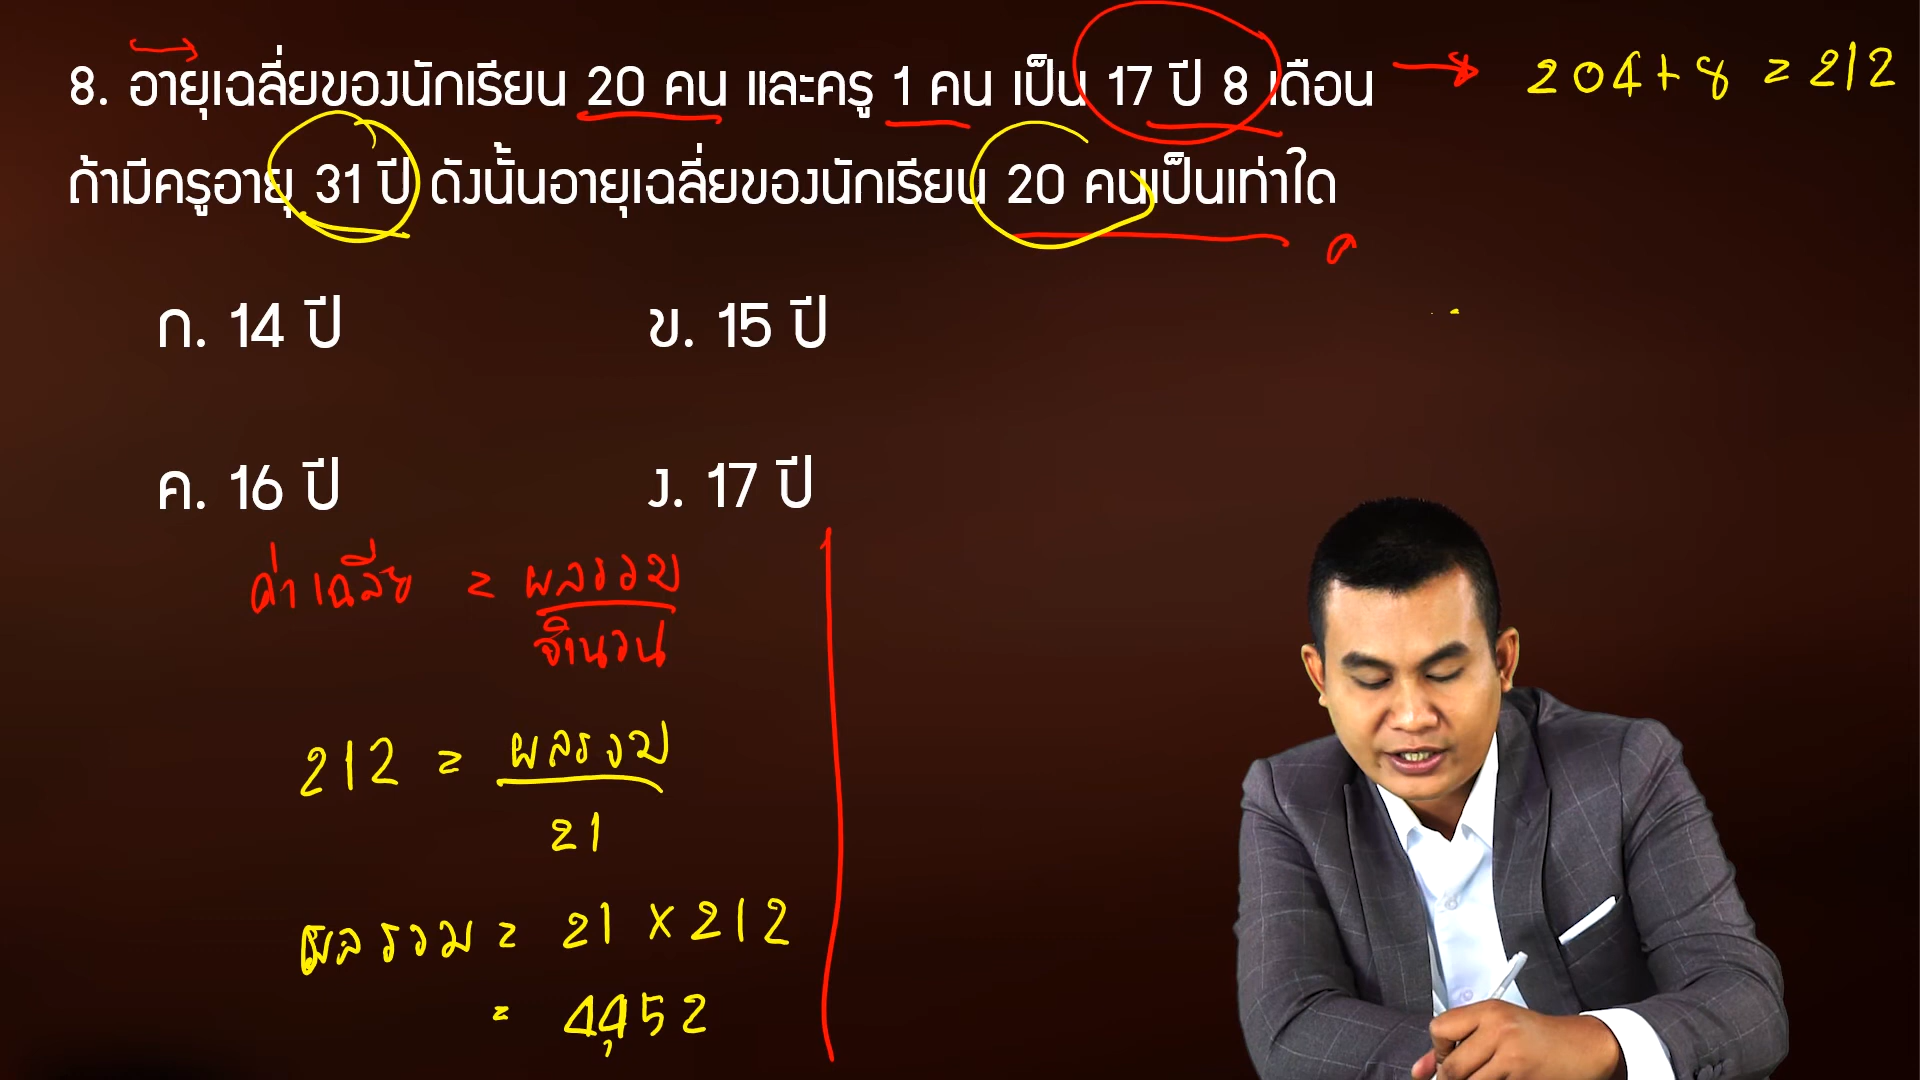 8. อายุเฉลี่ยของนักเรียน 20 คน และครู 1 คน เป็น 17 ปี 8 เดือน
204+8 = 212
ถ้ามีครูอายุ 31 ปี ดังนั้นอายุเฉลี่ยของนักเรียน 20 คนเป็นเท่าใด
ก. 14 ปี
ข. 15 ปี
ค. 16 ปี
ง. 17 ปี
ค่าเฉลี่ย = ผลรวม
จำนวน
212 = ผลรวม
21
ผลรวม = 21 × 212
= 4,452